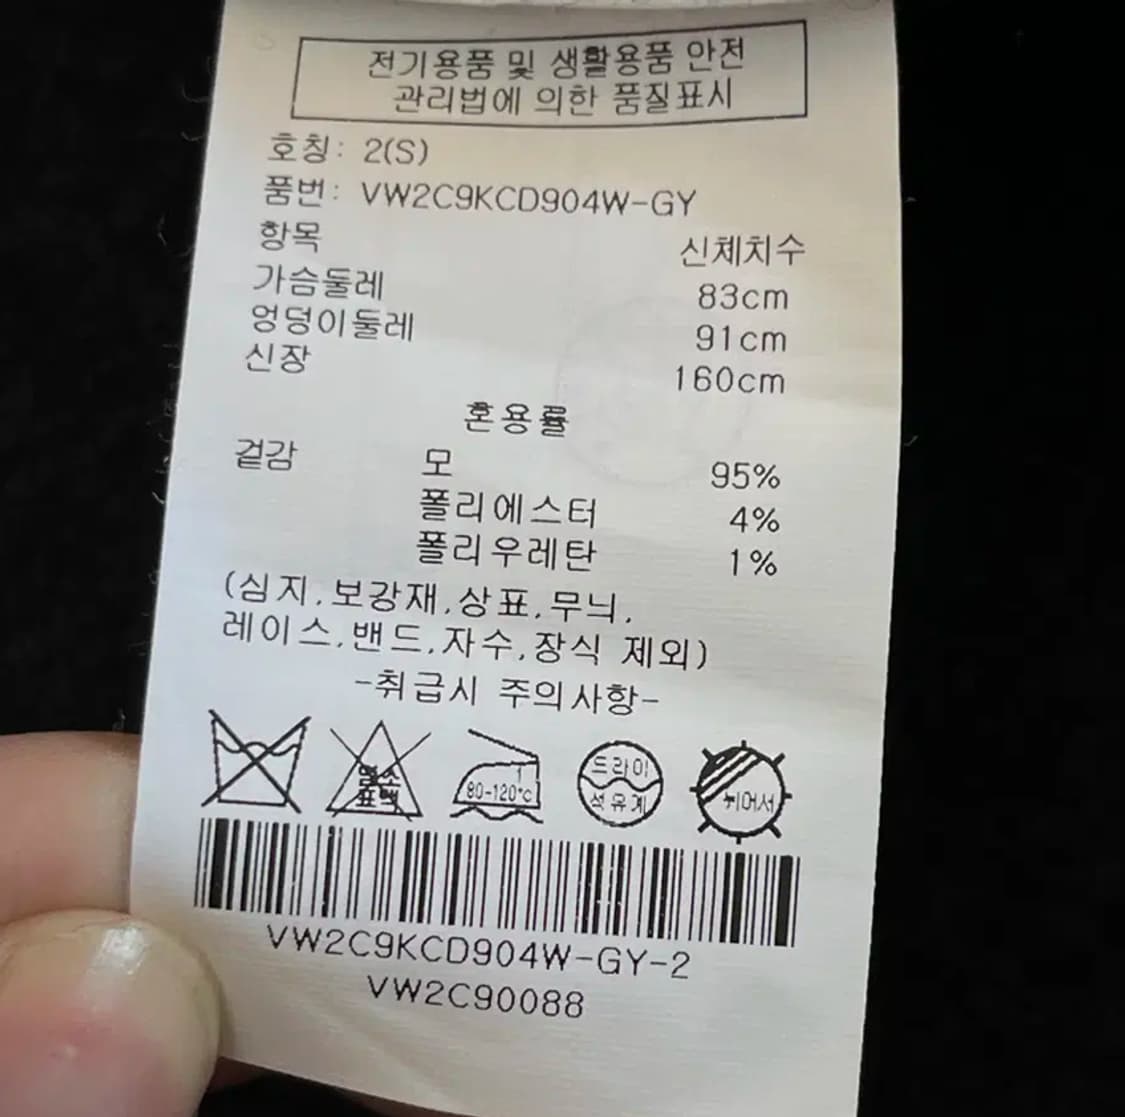 전기용품 및 생활용품 안전
관리법에 의한 품질표시
호칭: 2(S)
품번: VW2C9KCD904W-GY
항목 신체치수
가슴둘레 83cm
엉덩이둘레 91cm
신장 160cm
혼용률
겉감 모 95%
폴리에스터 4%
폴리우레탄 1%
(심지,보강재,상표,무늬,
레이스,밴드,자수,장식 제외)
-취급시 주의사항-
염소
표백
1
80-120℃
드라이
석유계
뉘어서
VW2C9KCD904W-GY-2
VW2C90088